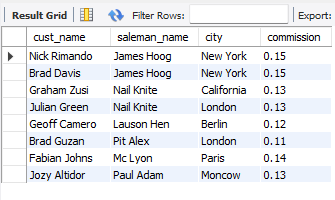 Result Grid Filter Rows: Export:
cust_name saleman_name city commission
Nick Rimando James Hoog New York 0.15
Brad Davis James Hoog New York 0.15
Graham Zusi Nail Knite California 0.13
Julian Green Nail Knite London 0.13
Geoff Camero Lauson Hen Berlin 0.12
Brad Guzan Pit Alex London 0.11
Fabian Johns Mc Lyon Paris 0.14
Jozy Altidor Paul Adam Moncow 0.13